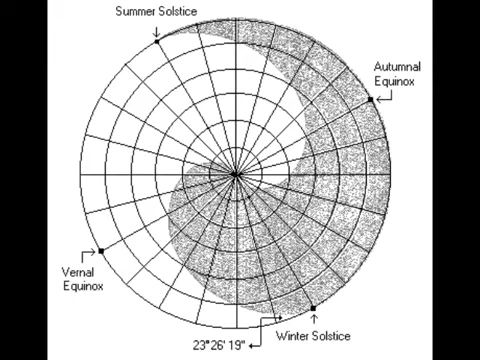 Summer Solstice
Autumnal
Equinox
Vernal
Equinox
Winter Solstice
23° 26' 19"